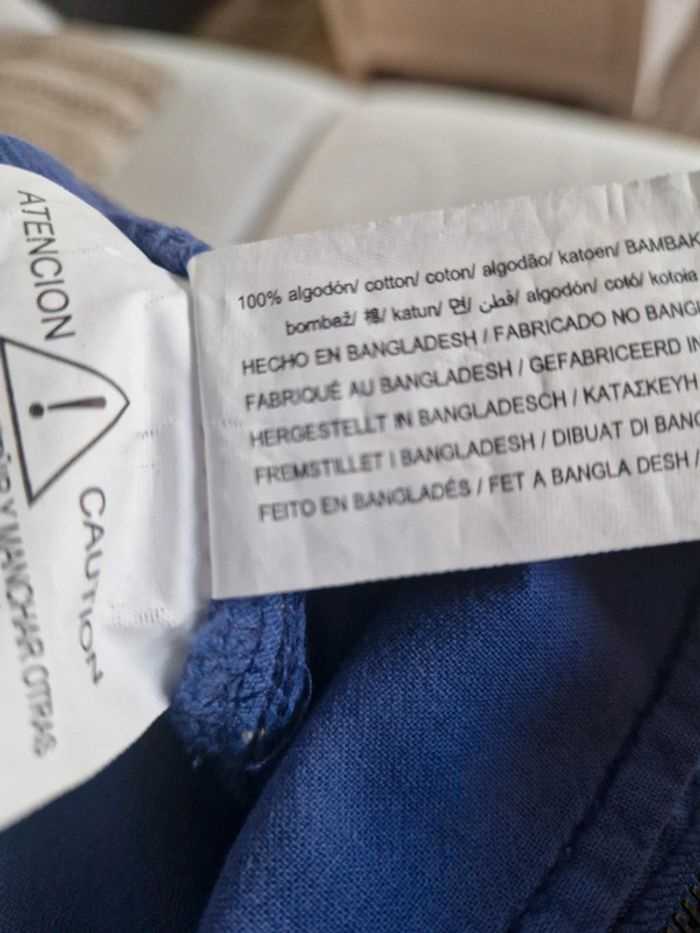 ATENCION
CAUTION
Y MANCHAR OTRAS
100% algodón/ cotton/ coton/ algodão/ katoen/ BAMBAK
bombaž/ 棉/ katun/ 면/ قطن/ algodón/ cotó/ kotoia
HECHO EN BANGLADESH / FABRICADO NO BANGL
FABRIQUÉ AU BANGLADESH / GEFABRICEERD IN
HERGESTELLT IN BANGLADESCH / ΚΑΤΑΣΚΕΥΗ
FREMSTILLET I BANGLADESH / DIBUAT DI BANG
FEITO EN BANGLADÉS / FET A BANGLA DESH /